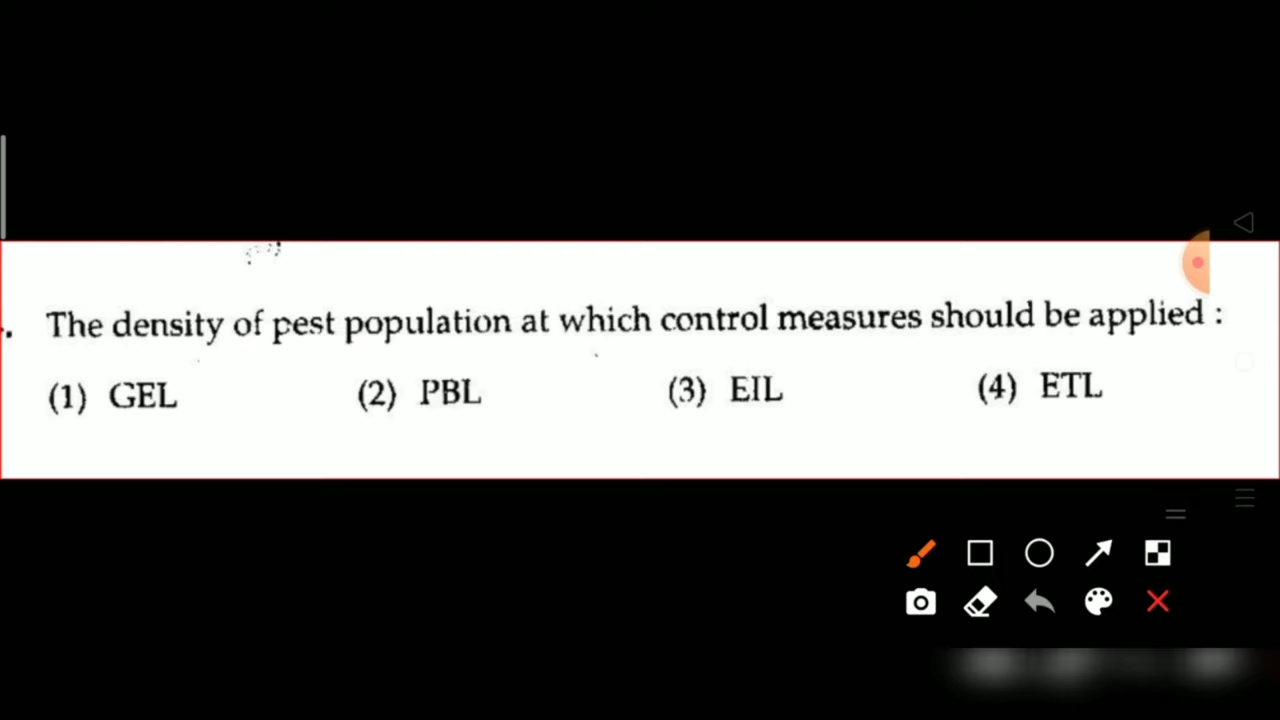 The density of pest population at which control measures should be applied :
(1) GEL (2) PBL (3) EIL (4) ETL